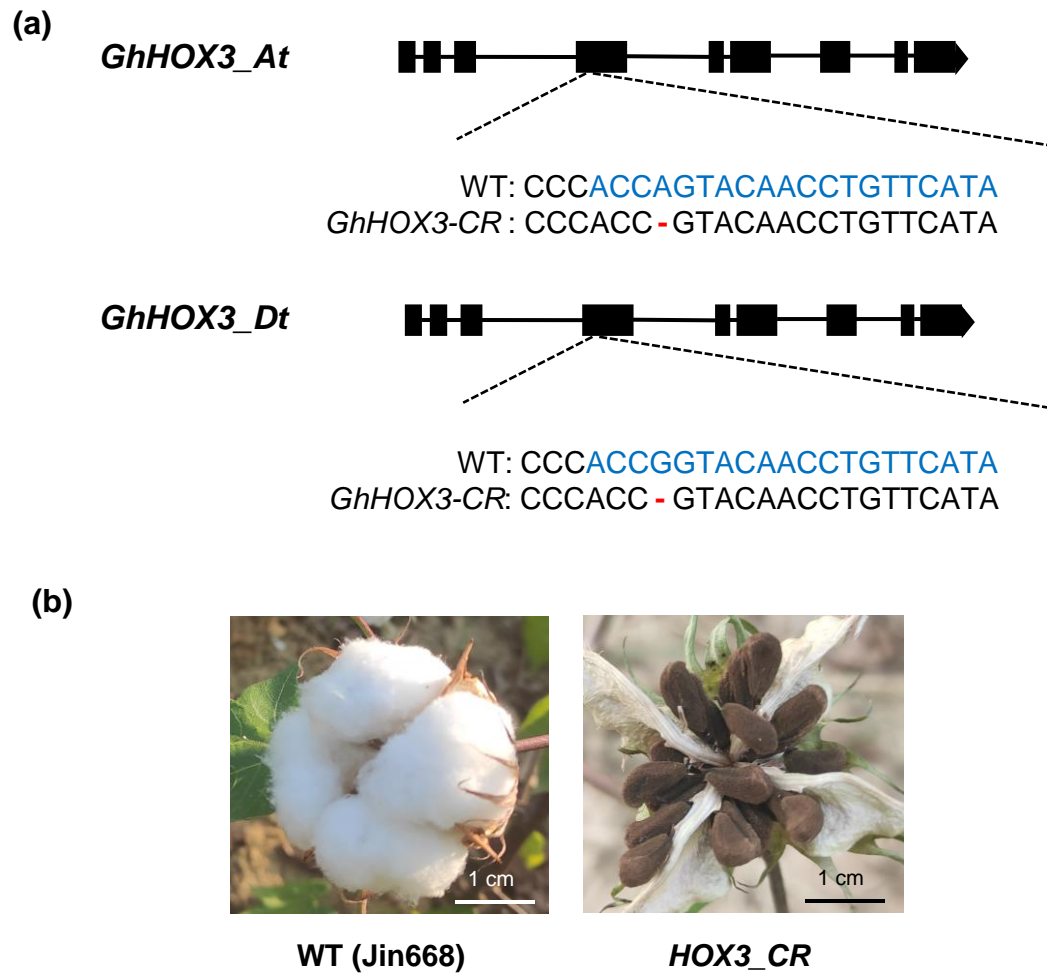 (a)
GhHOX3_At
WT: CCCACCAGTACAACCTGTTCATA
GhHOX3-CR : CCCACC-GTACAACCTGTTCATA
GhHOX3_Dt
WT: CCCACCGGTACAACCTGTTCATA
GhHOX3-CR: CCCACC-GTACAACCTGTTCATA
(b)
1 cm
1 cm
WT (Jin668)
HOX3_CR